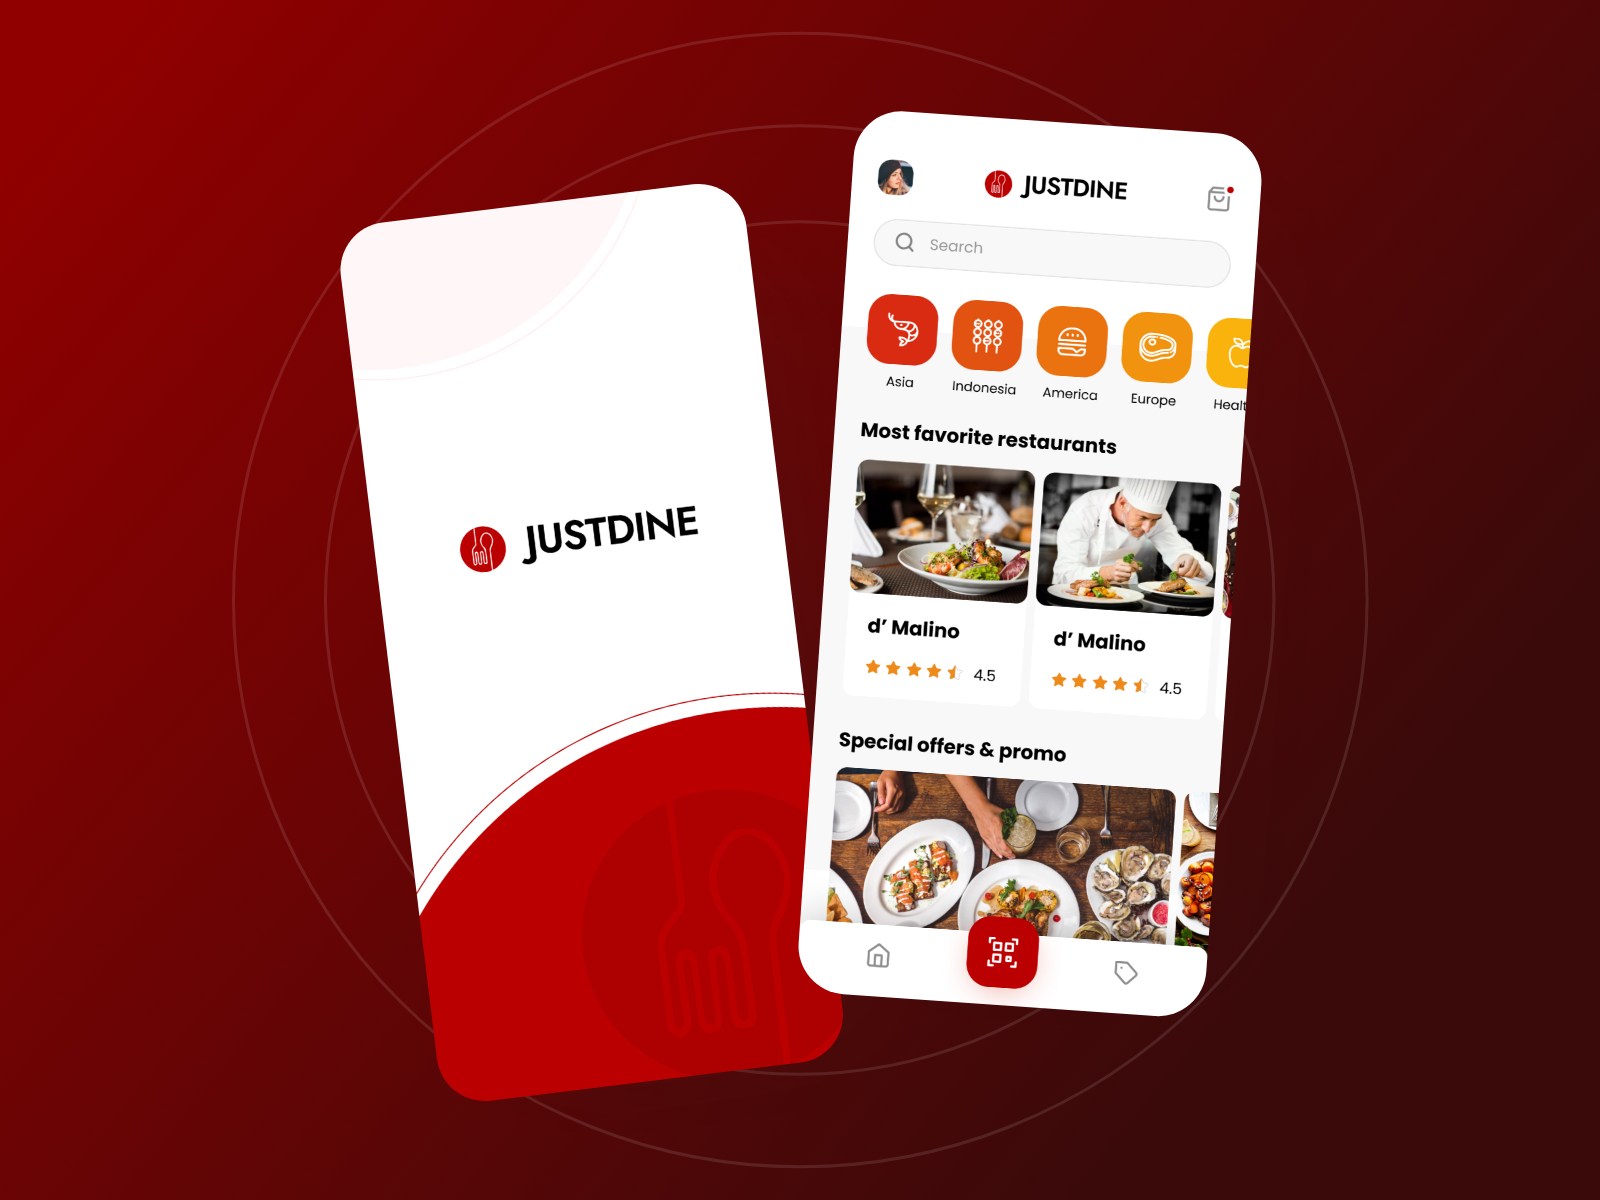 JUSTDINE
JUSTDINE
Search
Asia
Indonesia
America
Europe
Healt
Most favorite restaurants
d’ Malino
4.5
d’ Malino
4.5
Special offers & promo